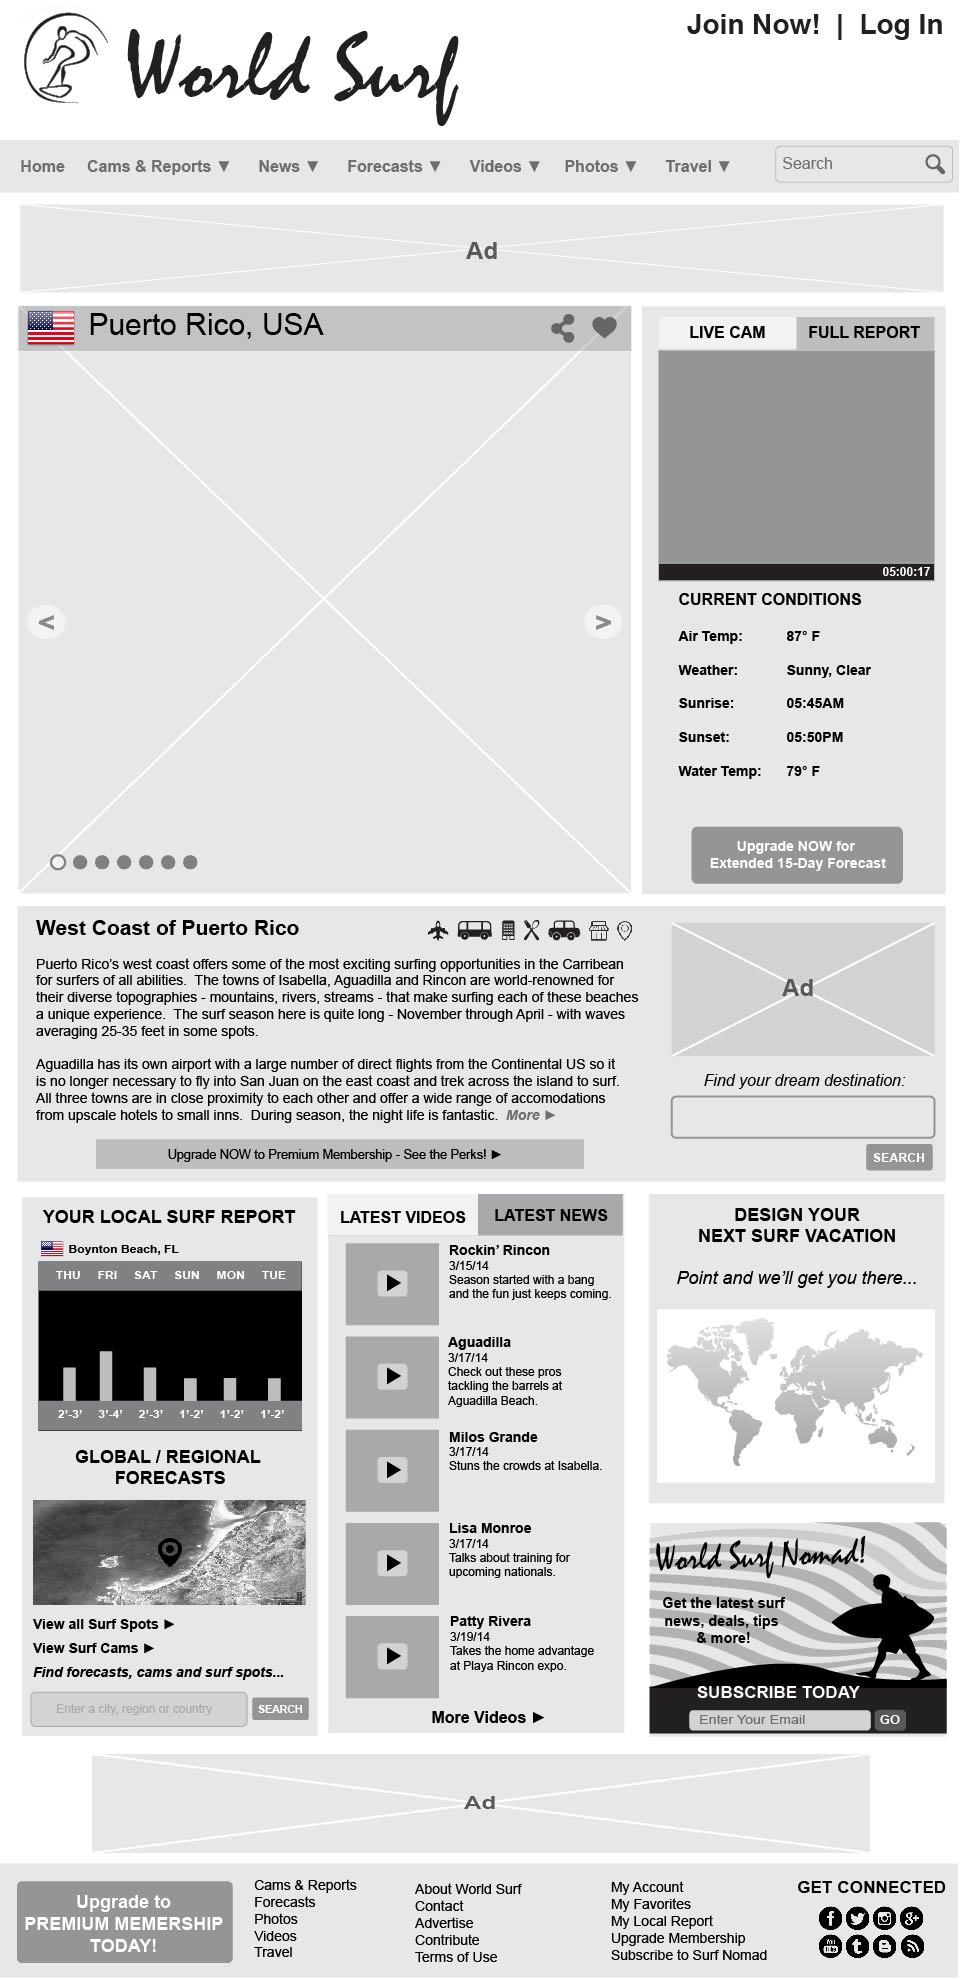 World Surf
Join Now! | Log In
Home Cams & Reports ▼ News ▼ Forecasts ▼ Videos ▼ Photos ▼ Travel ▼ Search
Ad
Puerto Rico, USA
< >
LIVE CAM FULL REPORT
05:00:17
CURRENT CONDITIONS
Air Temp: 87° F
Weather: Sunny, Clear
Sunrise: 05:45AM
Sunset: 05:50PM
Water Temp: 79° F
Upgrade NOW for
Extended 15-Day Forecast
West Coast of Puerto Rico
Puerto Rico's west coast offers some of the most exciting surfing opportunities in the Carribean
for surfers of all abilities. The towns of Isabella, Aguadilla and Rincon are world-renowned for
their diverse topographies - mountains, rivers, streams - that make surfing each of these beaches
a unique experience. The surf season here is quite long - November through April - with waves
averaging 25-35 feet in some spots.
Aguadilla has its own airport with a large number of direct flights from the Continental US so it
is no longer necessary to fly into San Juan on the east coast and trek across the island to surf.
All three towns are in close proximity to each other and offer a wide range of accomodations
from upscale hotels to small inns. During season, the night life is fantastic. More ►
Upgrade NOW to Premium Membership - See the Perks! ►
Ad
Find your dream destination:
SEARCH
YOUR LOCAL SURF REPORT
Boynton Beach, FL
THU FRI SAT SUN MON TUE
2'-3' 3'-4' 2'-3' 1'-2' 1'-2' 1'-2'
GLOBAL / REGIONAL
FORECASTS
View all Surf Spots ►
View Surf Cams ►
Find forecasts, cams and surf spots...
Enter a city, region or country SEARCH
LATEST VIDEOS LATEST NEWS
Rockin' Rincon
3/15/14
Season started with a bang
and the fun just keeps coming.
Aguadilla
3/17/14
Check out these pros
tackling the barrels at
Aguadilla Beach.
Milos Grande
3/17/14
Stuns the crowds at Isabella.
Lisa Monroe
3/17/14
Talks about training for
upcoming nationals.
Patty Rivera
3/19/14
Takes the home advantage
at Playa Rincon expo.
More Videos ►
DESIGN YOUR
NEXT SURF VACATION
Point and we'll get you there...
World Surf Nomad!
Get the latest surf
news, deals, tips
& more!
SUBSCRIBE TODAY
Enter Your Email GO
Ad
Upgrade to
PREMIUM MEMERSHIP
TODAY!
Cams & Reports
Forecasts
Photos
Videos
Travel
About World Surf
Contact
Advertise
Contribute
Terms of Use
My Account
My Favorites
My Local Report
Upgrade Membership
Subscribe to Surf Nomad
GET CONNECTED
f g+
You Tube t B